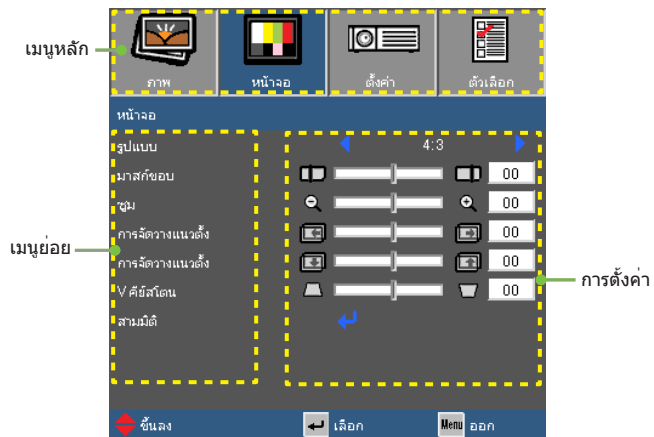 เมนูหลัก
ภาพ หน้าจอ ตั้งค่า ตัวเลือก
หน้าจอ
รูปแบบ 4:3
มาสก์ขอบ 00
ซูม 00
การจัดวางแนวตั้ง 00
การจัดวางแนวตั้ง 00
V คีย์สโตน 00
สามมิติ
เมนูย่อย
การตั้งค่า
ขึ้นลง เลือก Menu ออก